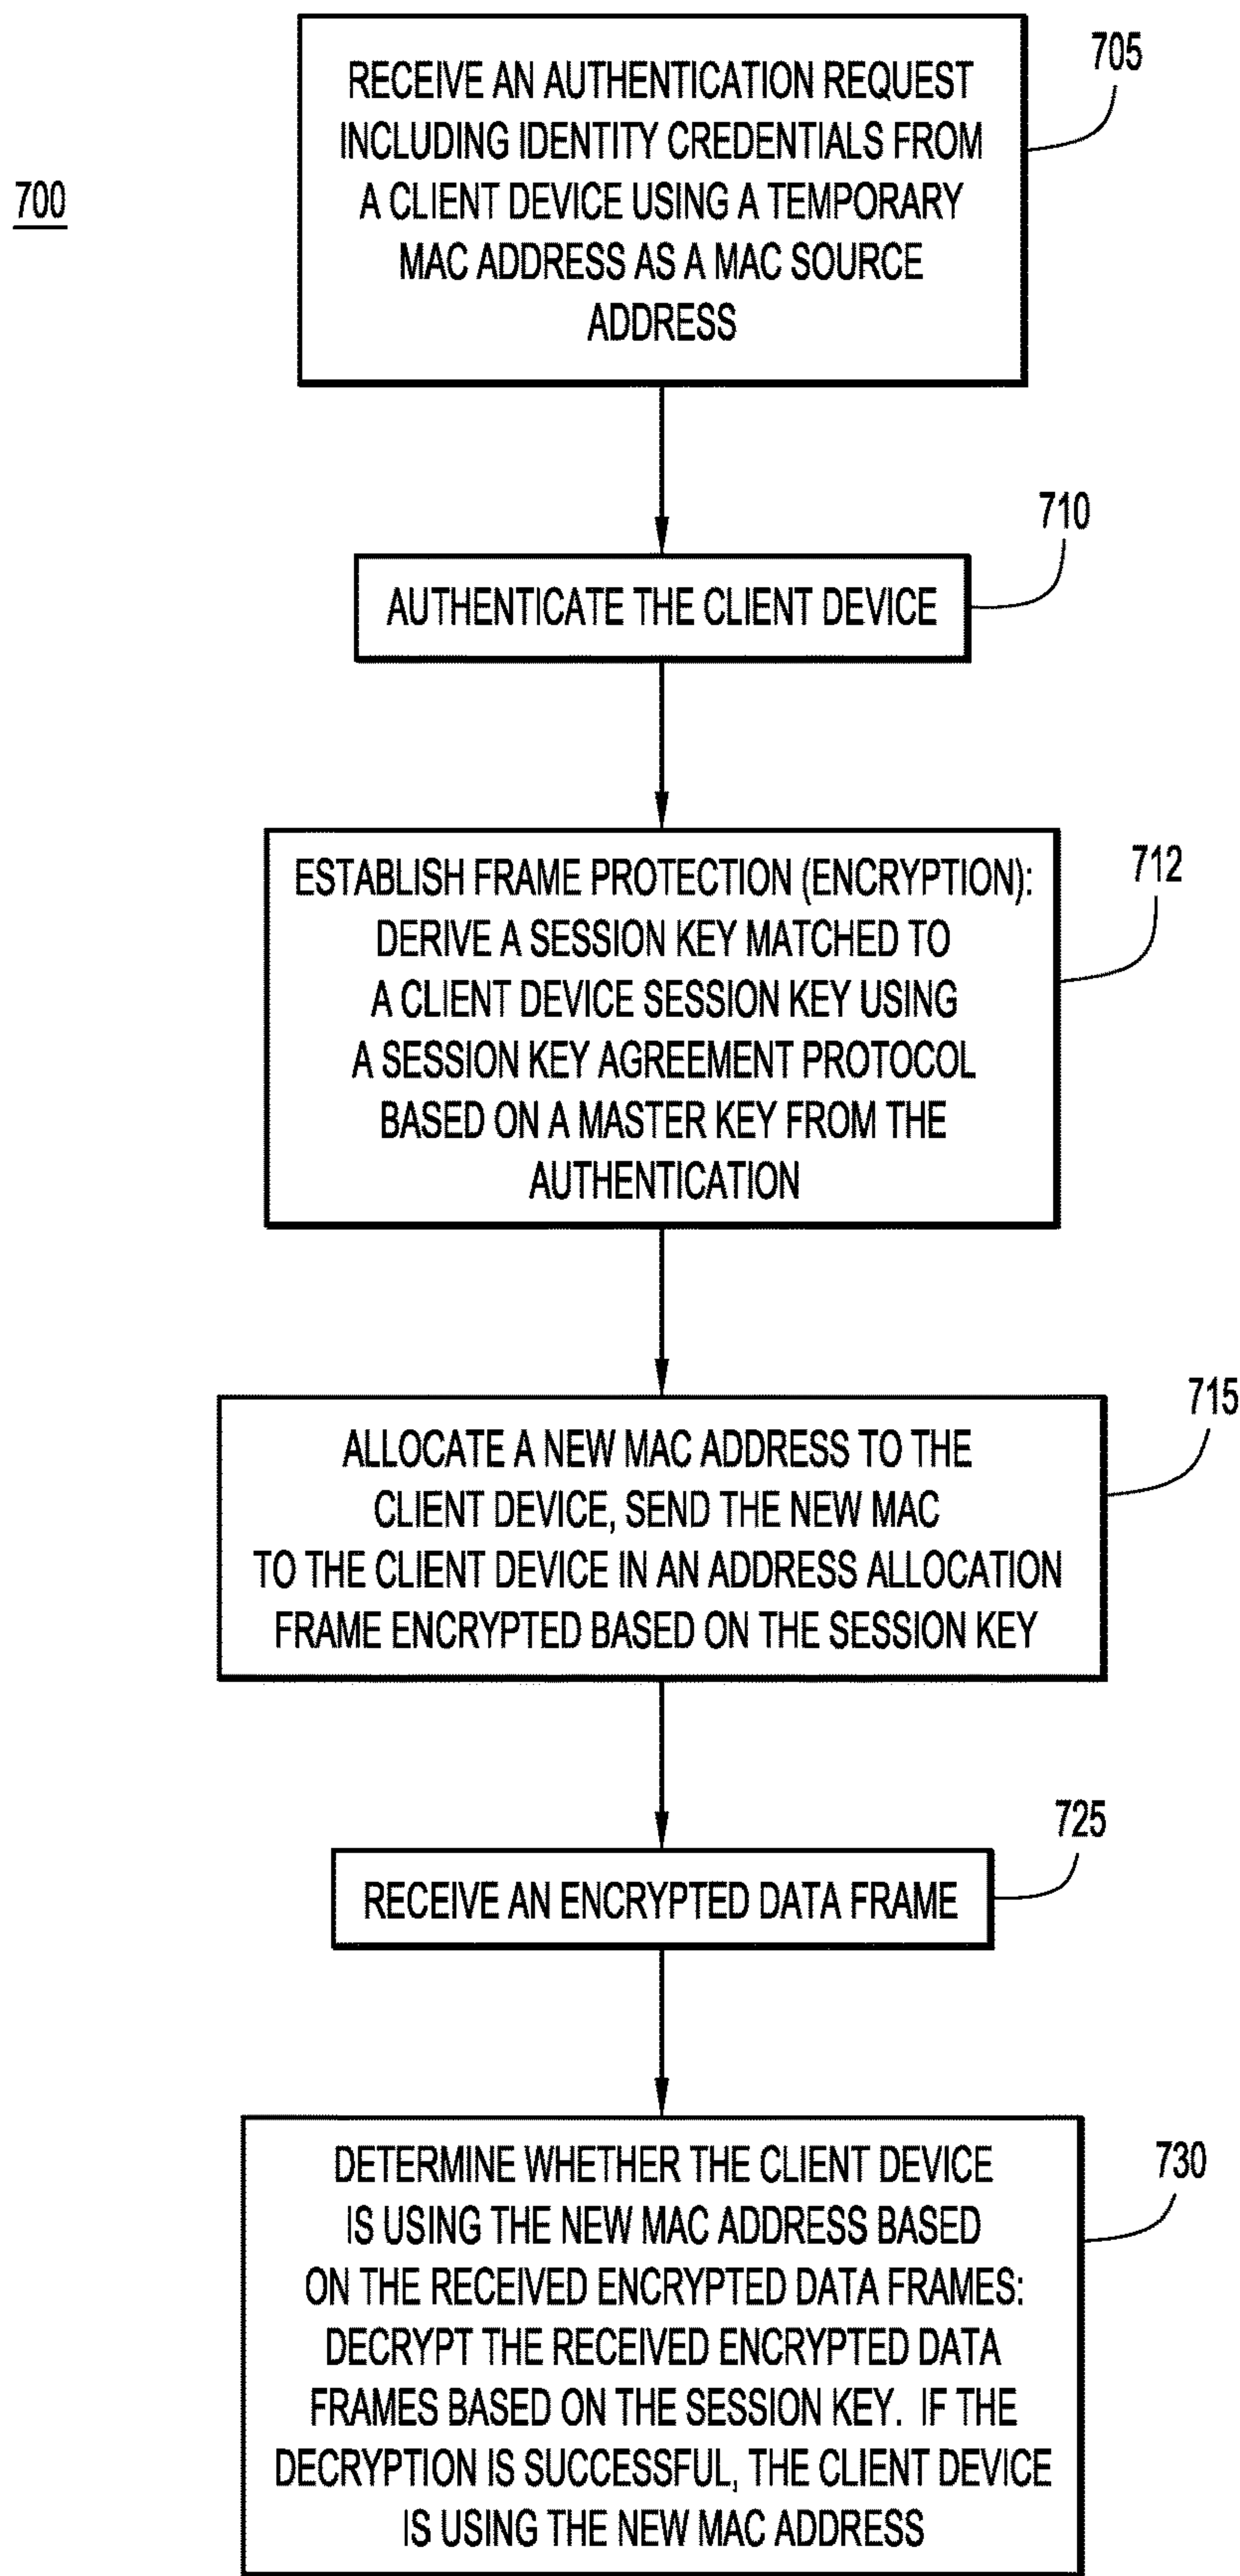 700
RECEIVE AN AUTHENTICATION REQUEST
INCLUDING IDENTITY CREDENTIALS FROM
A CLIENT DEVICE USING A TEMPORARY
MAC ADDRESS AS A MAC SOURCE
ADDRESS
705
AUTHENTICATE THE CLIENT DEVICE
710
ESTABLISH FRAME PROTECTION (ENCRYPTION):
DERIVE A SESSION KEY MATCHED TO
A CLIENT DEVICE SESSION KEY USING
A SESSION KEY AGREEMENT PROTOCOL
BASED ON A MASTER KEY FROM THE
AUTHENTICATION
712
ALLOCATE A NEW MAC ADDRESS TO THE
CLIENT DEVICE, SEND THE NEW MAC
TO THE CLIENT DEVICE IN AN ADDRESS ALLOCATION
FRAME ENCRYPTED BASED ON THE SESSION KEY
715
RECEIVE AN ENCRYPTED DATA FRAME
725
DETERMINE WHETHER THE CLIENT DEVICE
IS USING THE NEW MAC ADDRESS BASED
ON THE RECEIVED ENCRYPTED DATA FRAMES:
DECRYPT THE RECEIVED ENCRYPTED DATA
FRAMES BASED ON THE SESSION KEY. IF THE
DECRYPTION IS SUCCESSFUL, THE CLIENT DEVICE
IS USING THE NEW MAC ADDRESS
730